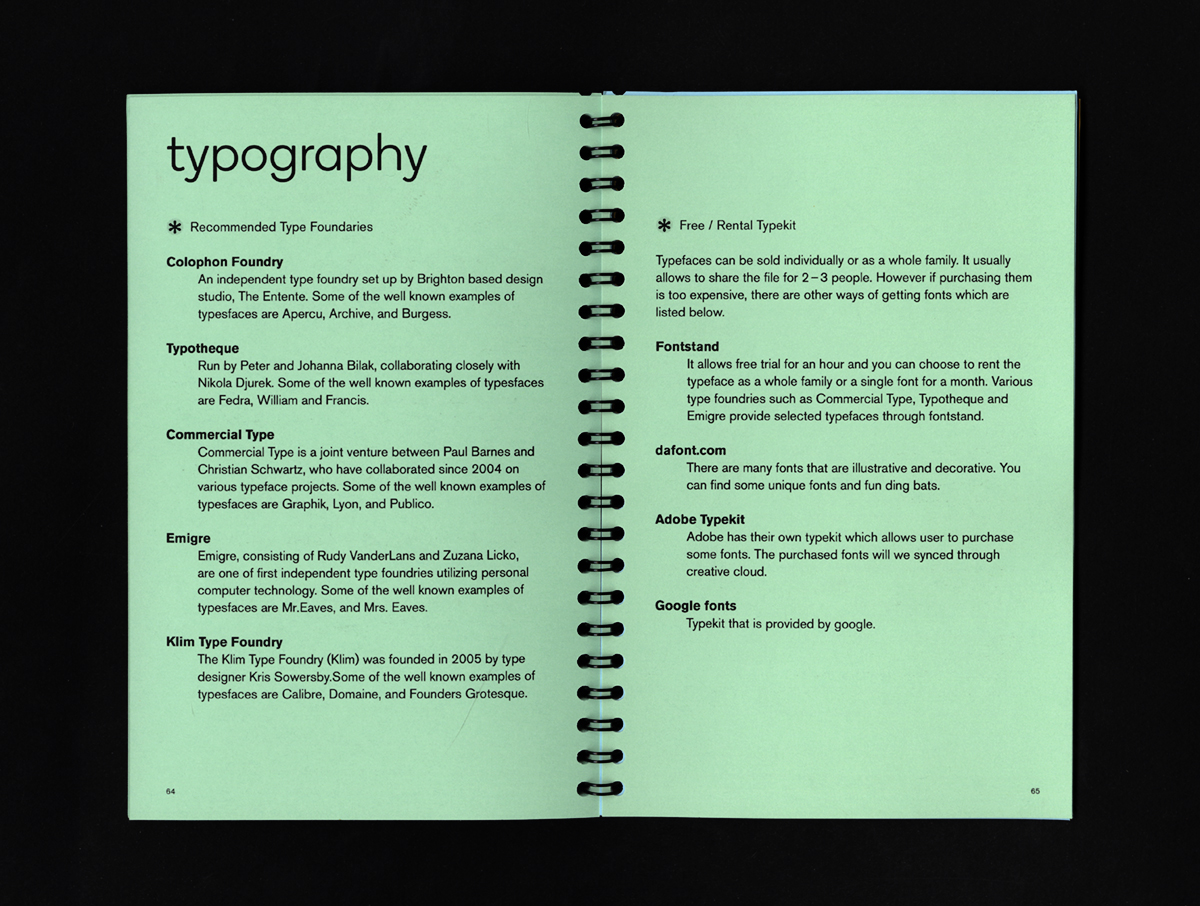 typography
* Recommended Type Foundaries
Colophon Foundry
An independent type foundry set up by Brighton based design
studio, The Entente. Some of the well known examples of
typesfaces are Apercu, Archive, and Burgess.
Typotheque
Run by Peter and Johanna Bilak, collaborating closely with
Nikola Djurek. Some of the well known examples of typesfaces
are Fedra, William and Francis.
Commercial Type
Commercial Type is a joint venture between Paul Barnes and
Christian Schwartz, who have collaborated since 2004 on
various typeface projects. Some of the well known examples of
typesfaces are Graphik, Lyon, and Publico.
Emigre
Emigre, consisting of Rudy VanderLans and Zuzana Licko,
are one of first independent type foundries utilizing personal
computer technology. Some of the well known examples of
typesfaces are Mr.Eaves, and Mrs. Eaves.
Klim Type Foundry
The Klim Type Foundry (Klim) was founded in 2005 by type
designer Kris Sowersby.Some of the well known examples of
typesfaces are Calibre, Domaine, and Founders Grotesque.
64
* Free / Rental Typekit
Typefaces can be sold individually or as a whole family. It usually
allows to share the file for 2–3 people. However if purchasing them
is too expensive, there are other ways of getting fonts which are
listed below.
Fontstand
It allows free trial for an hour and you can choose to rent the
typeface as a whole family or a single font for a month. Various
type foundries such as Commercial Type, Typotheque and
Emigre provide selected typefaces through fontstand.
dafont.com
There are many fonts that are illustrative and decorative. You
can find some unique fonts and fun ding bats.
Adobe Typekit
Adobe has their own typekit which allows user to purchase
some fonts. The purchased fonts will we synced through
creative cloud.
Google fonts
Typekit that is provided by google.
65